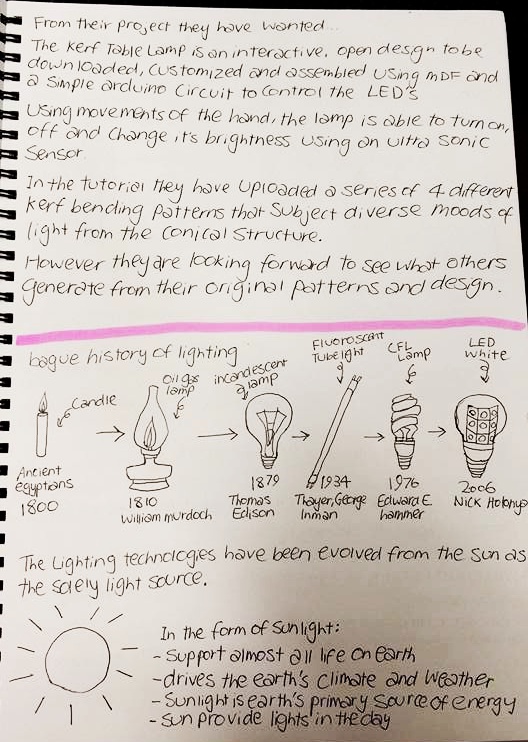 From their project they have wanted...
The Kerf Table Lamp is an interactive, open design to be
downloaded, customized and assembled using MDF and
a simple arduino circuit to control the LED's
Using movements of the hand, the lamp is able to turn on,
off and change it's brightness using an ultra sonic
sensor.
In the tutorial they have uploaded a series of 4 different
kerf bending patterns that subject diverse moods of
light from the conical structure.
However they are looking forward to see what others
generate from their original patterns and design.
bague history of lighting
Candle
Oil gas
lamp
incandescent
lamp
Fluoroscant
Tube light
CFL
Lamp
LED
white
Ancient
egyptians
1800
1810
William murdoch
1879
Thomas
Edison
1934
Thayer, George
Inman
1976
Edward E.
hammer
2006
Nick Holonya
The Lighting technologies have been evolved from the sun as
the solely light source.
In the form of sunlight:
- Support almost all life on earth
- drives the earth's climate and weather
- Sunlight is earth's primary source of energy
- sun provide lights in the day